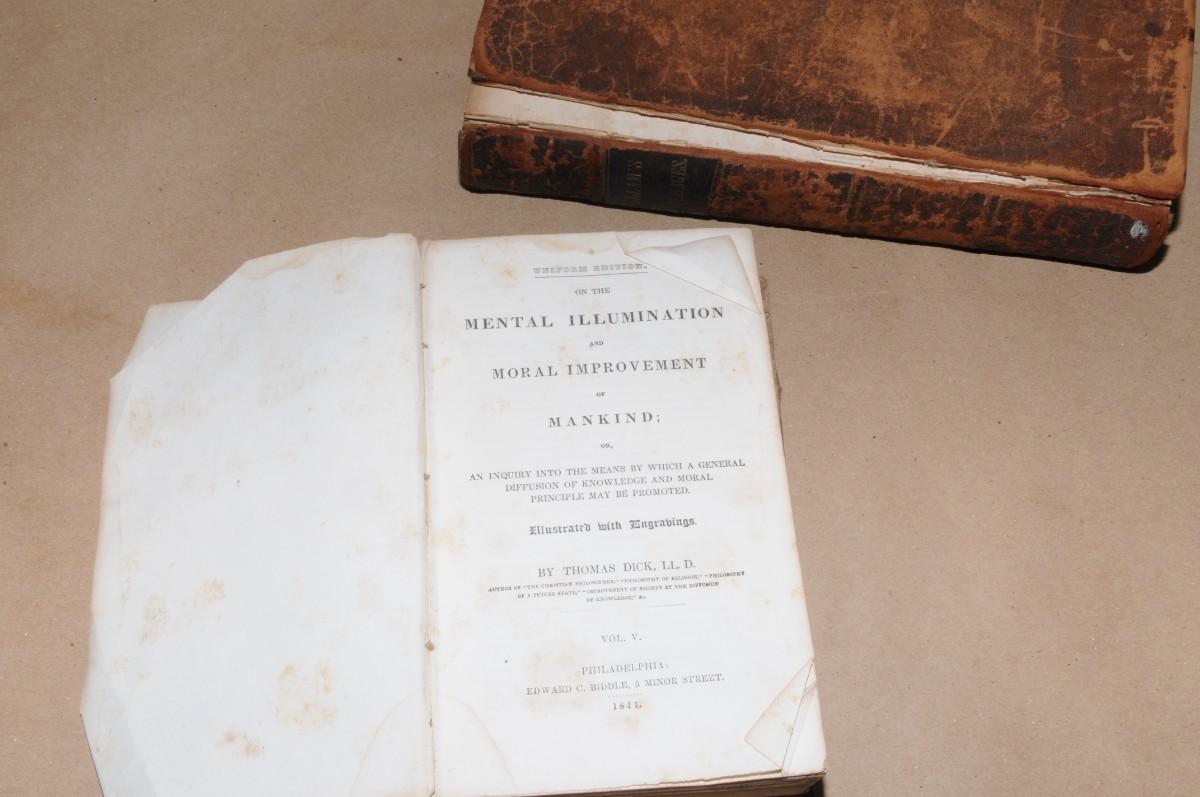 UNIFORM EDITION.
ON THE
MENTAL ILLUMINATION
AND
MORAL IMPROVEMENT
OF
MANKIND;
OR,
AN INQUIRY INTO THE MEANS BY WHICH A GENERAL
DIFFUSION OF KNOWLEDGE AND MORAL
PRINCIPLE MAY BE PROMOTED.
Illustrated with Engravings.
BY THOMAS DICK, LL. D.
AUTHOR OF "THE CHRISTIAN PHILOSOPHER," "PHILOSOPHY OF RELIGION," "PHILOSOPHY
OF A FUTURE STATE," "IMPROVEMENT OF SOCIETY BY THE DIFFUSION
OF KNOWLEDGE," &c.
VOL. V.
PHILADELPHIA:
EDWARD C. BIDDLE, 5 MINOR STREET.
1841.